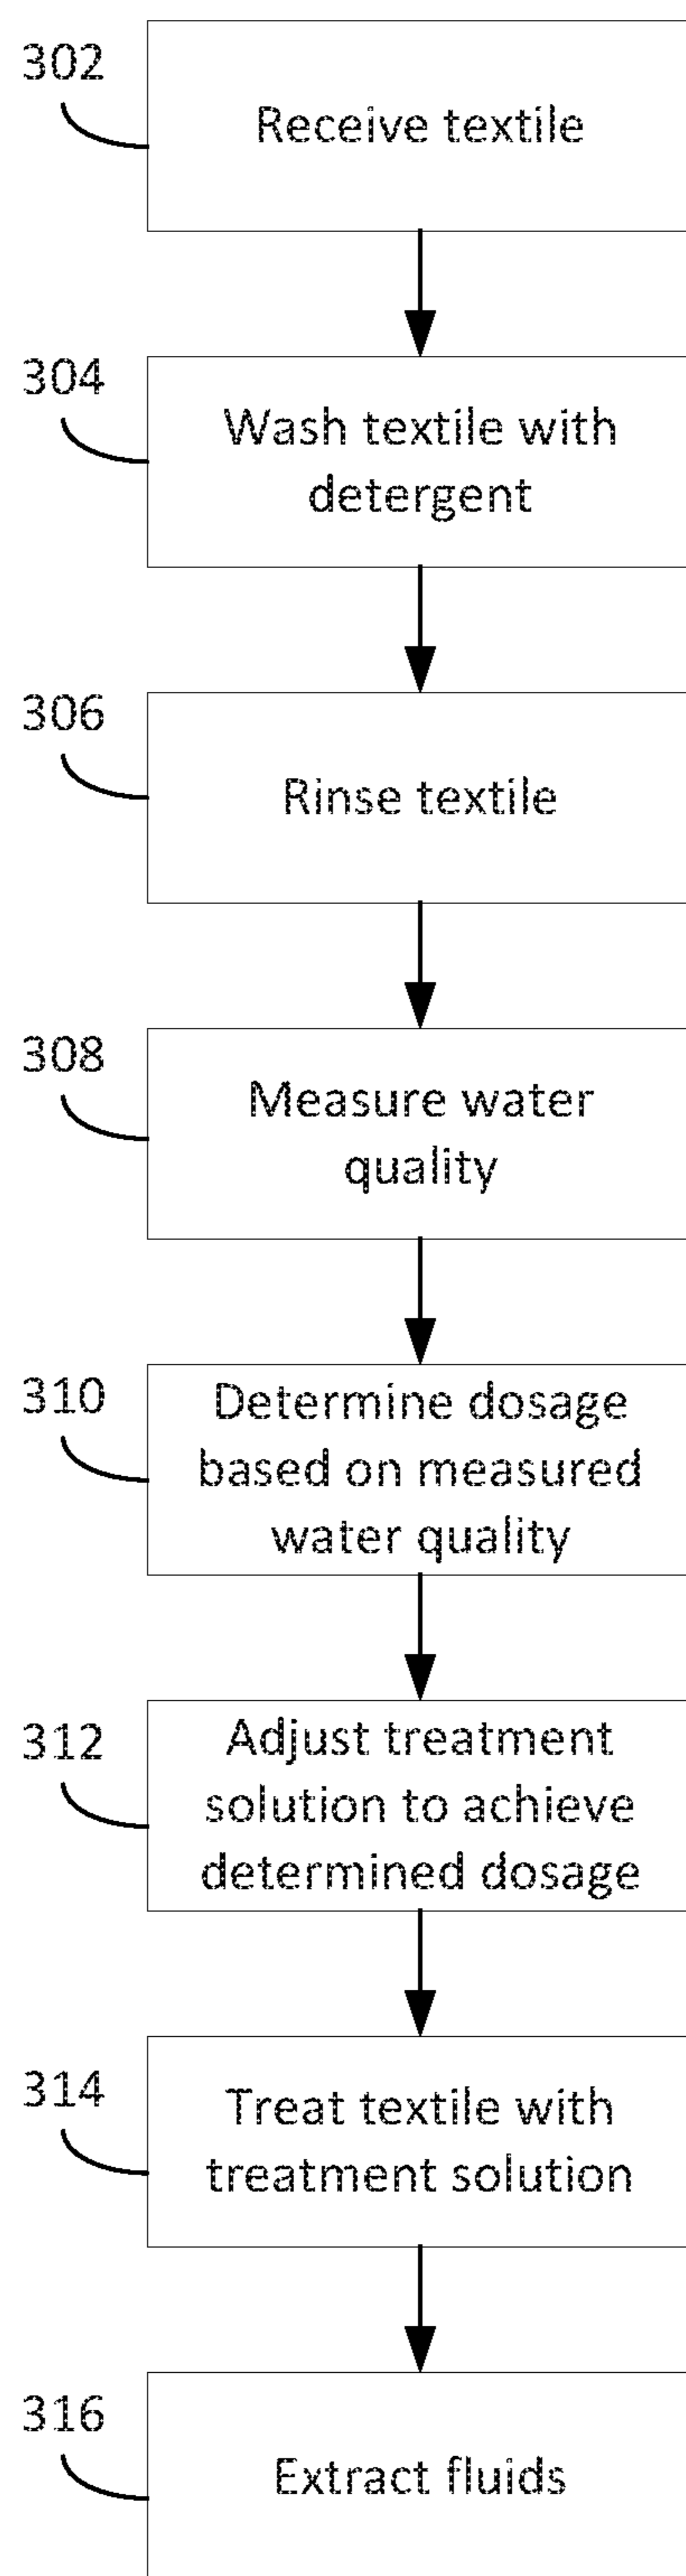 302
Receive textile
304
Wash textile with
detergent
306
Rinse textile
308
Measure water
quality
310
Determine dosage
based on measured
water quality
312
Adjust treatment
solution to achieve
determined dosage
314
Treat textile with
treatment solution
316
Extract fluids